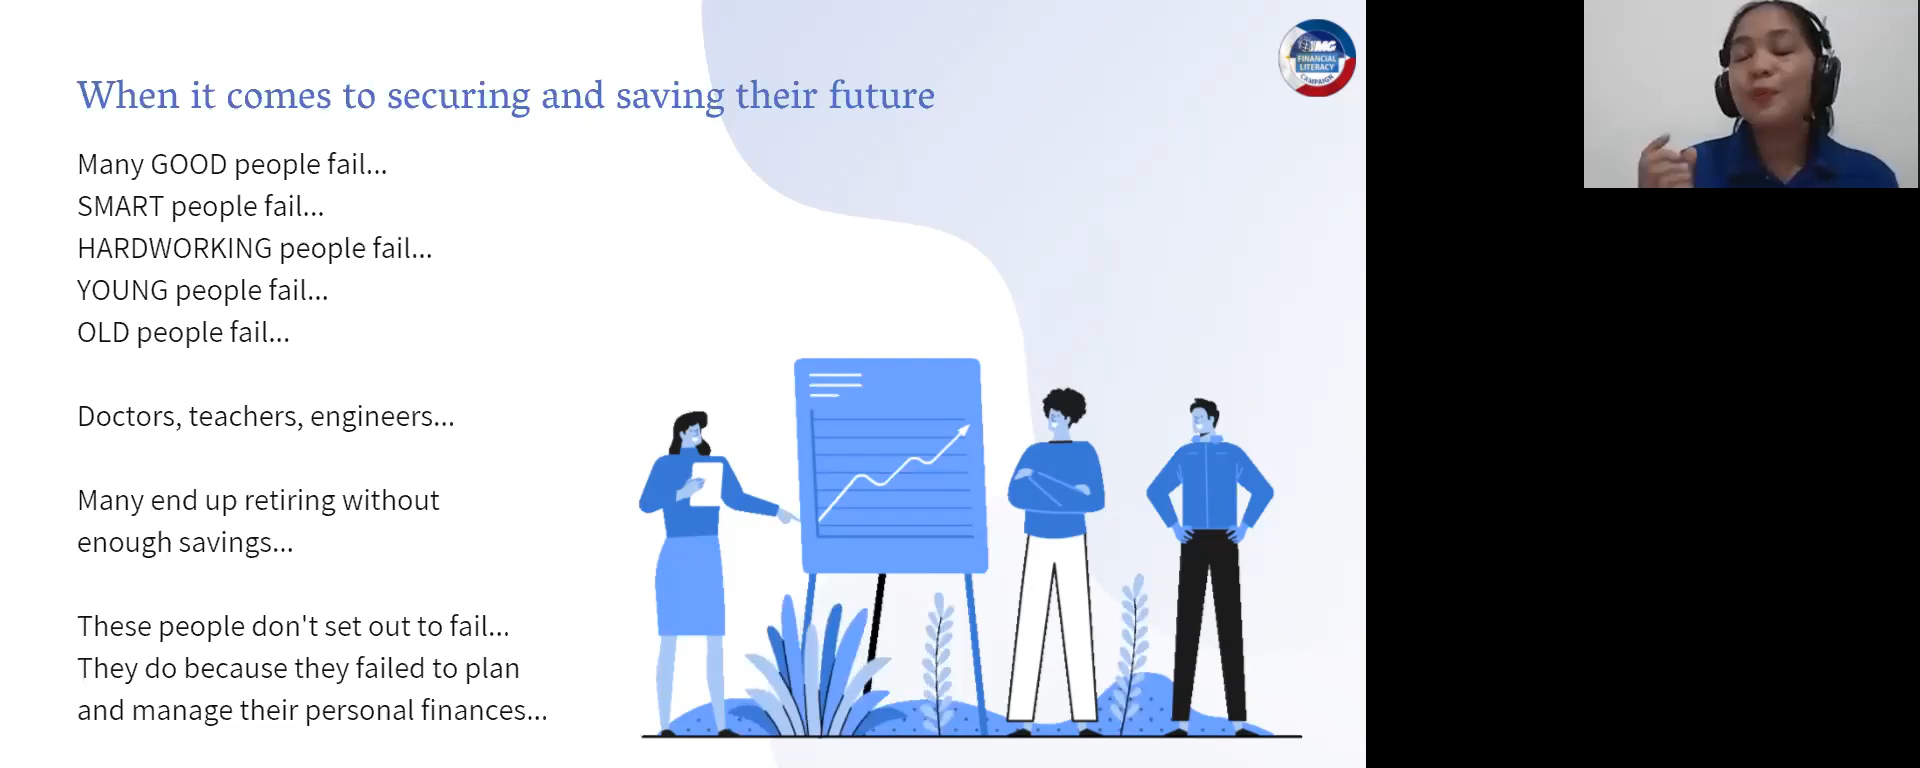 When it comes to securing and saving their future
Many GOOD people fail...
SMART people fail...
HARDWORKING people fail...
YOUNG people fail...
OLD people fail...
Doctors, teachers, engineers...
Many end up retiring without
enough savings...
These people don't set out to fail...
They do because they failed to plan
and manage their personal finances...
IMG
FINANCIAL
LITERACY
CAMPAIGN